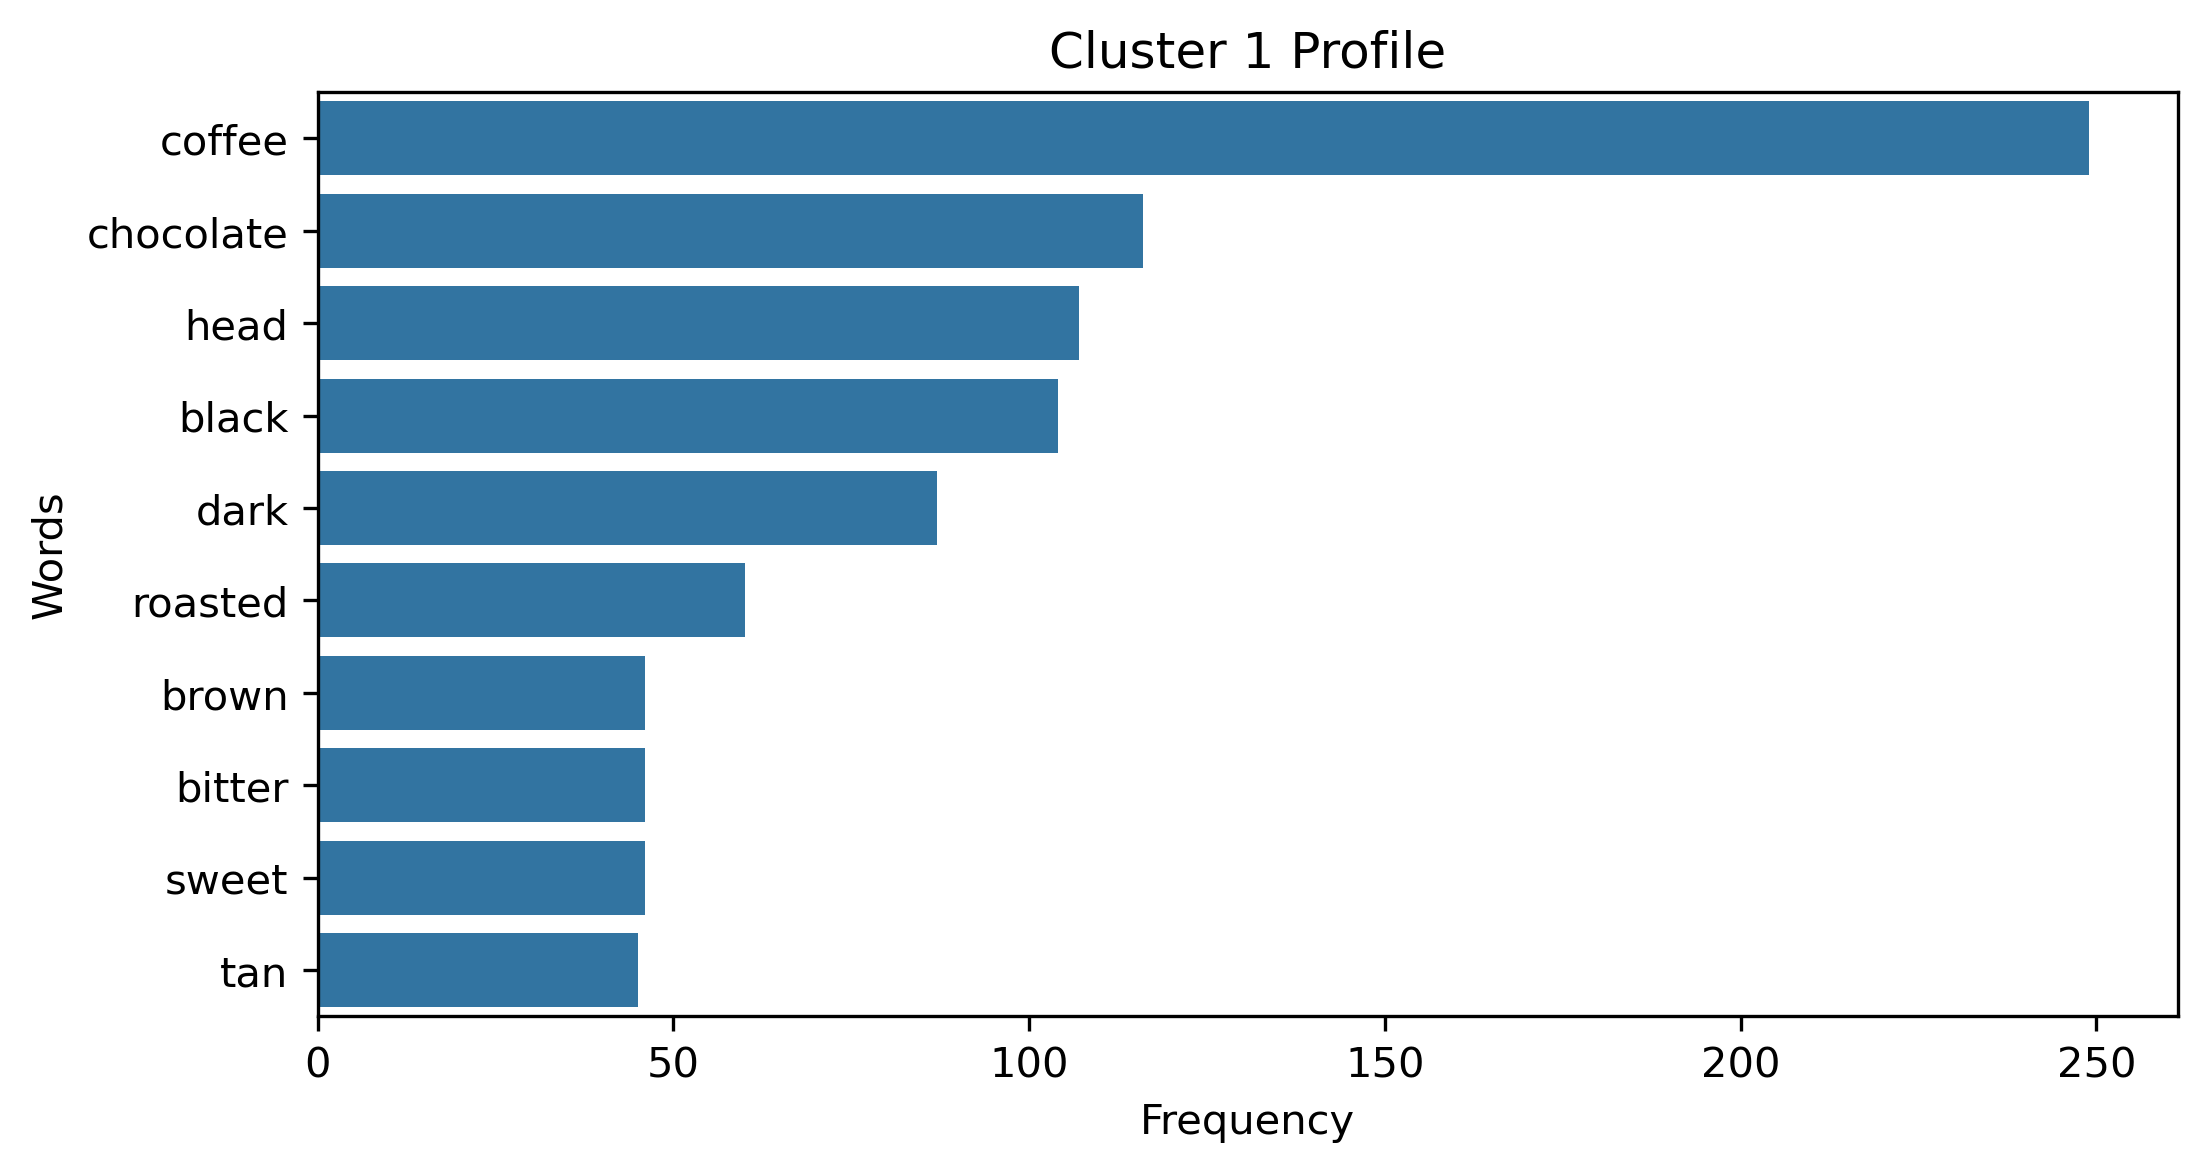 Cluster 1 Profile
coffee
chocolate
head
black
dark
roasted
brown
bitter
sweet
tan
Words
0 50 100 150 200 250
Frequency